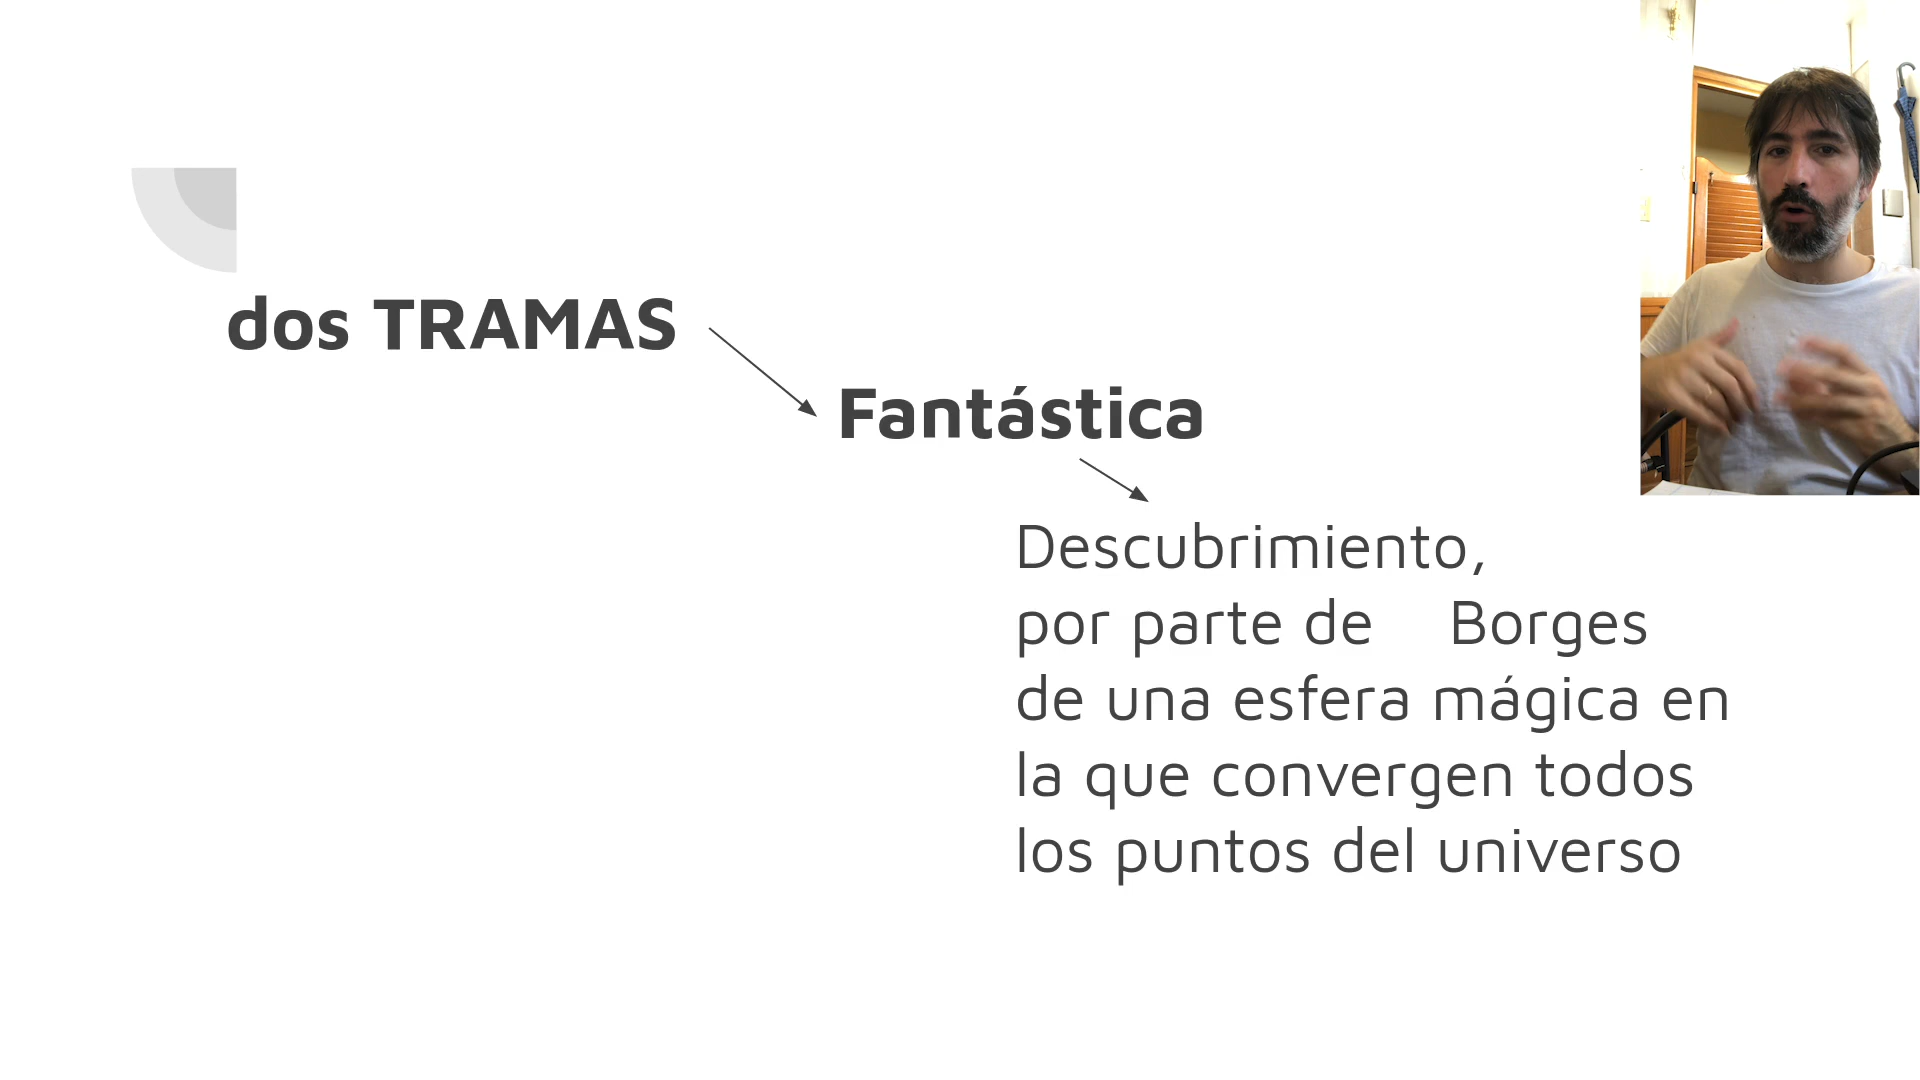 dos TRAMAS
Fantástica
Descubrimiento,
por parte de Borges
de una esfera mágica en
la que convergen todos
los puntos del universo